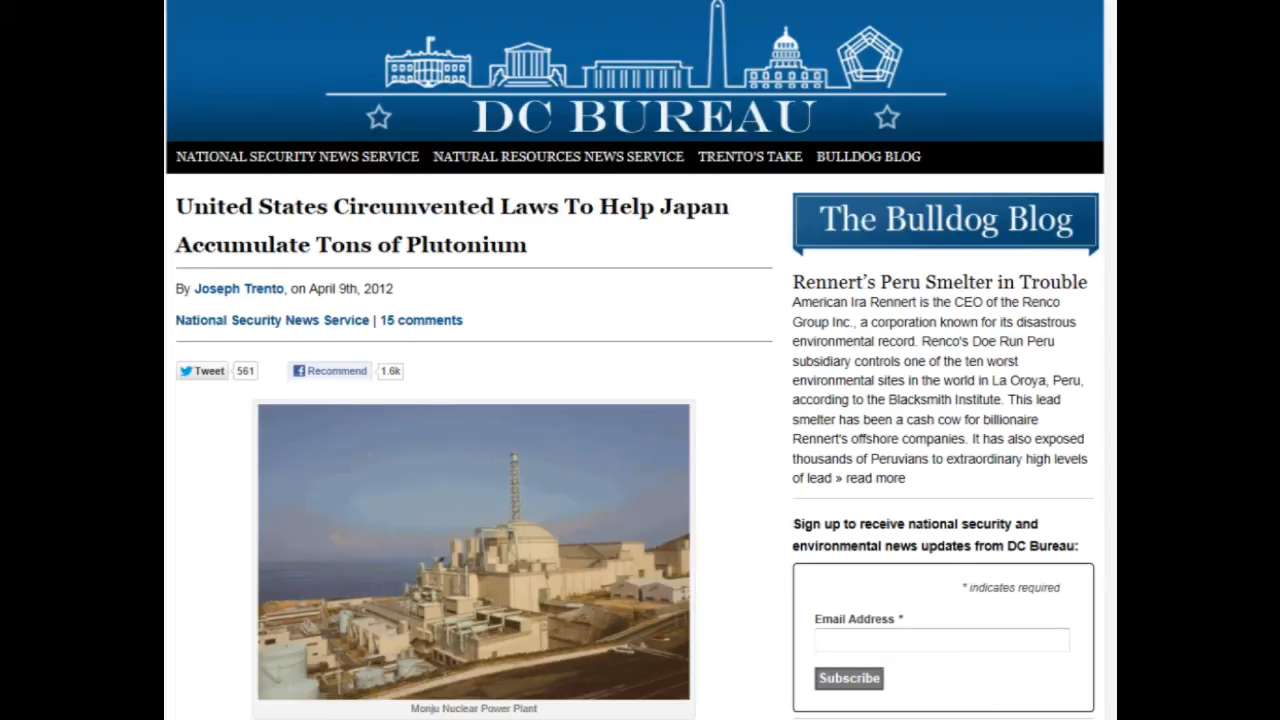 DC BUREAU
NATIONAL SECURITY NEWS SERVICE NATURAL RESOURCES NEWS SERVICE TRENTO'S TAKE BULLDOG BLOG
United States Circumvented Laws To Help Japan
Accumulate Tons of Plutonium
By Joseph Trento, on April 9th, 2012
National Security News Service | 15 comments
Tweet 561 Recommend 1.6k
Monju Nuclear Power Plant
The Bulldog Blog
Rennert's Peru Smelter in Trouble
American Ira Rennert is the CEO of the Renco
Group Inc., a corporation known for its disastrous
environmental record. Renco's Doe Run Peru
subsidiary controls one of the ten worst
environmental sites in the world in La Oroya, Peru,
according to the Blacksmith Institute. This lead
smelter has been a cash cow for billionaire
Rennert's offshore companies. It has also exposed
thousands of Peruvians to extraordinary high levels
of lead » read more
Sign up to receive national security and
environmental news updates from DC Bureau:
* indicates required
Email Address *
Subscribe